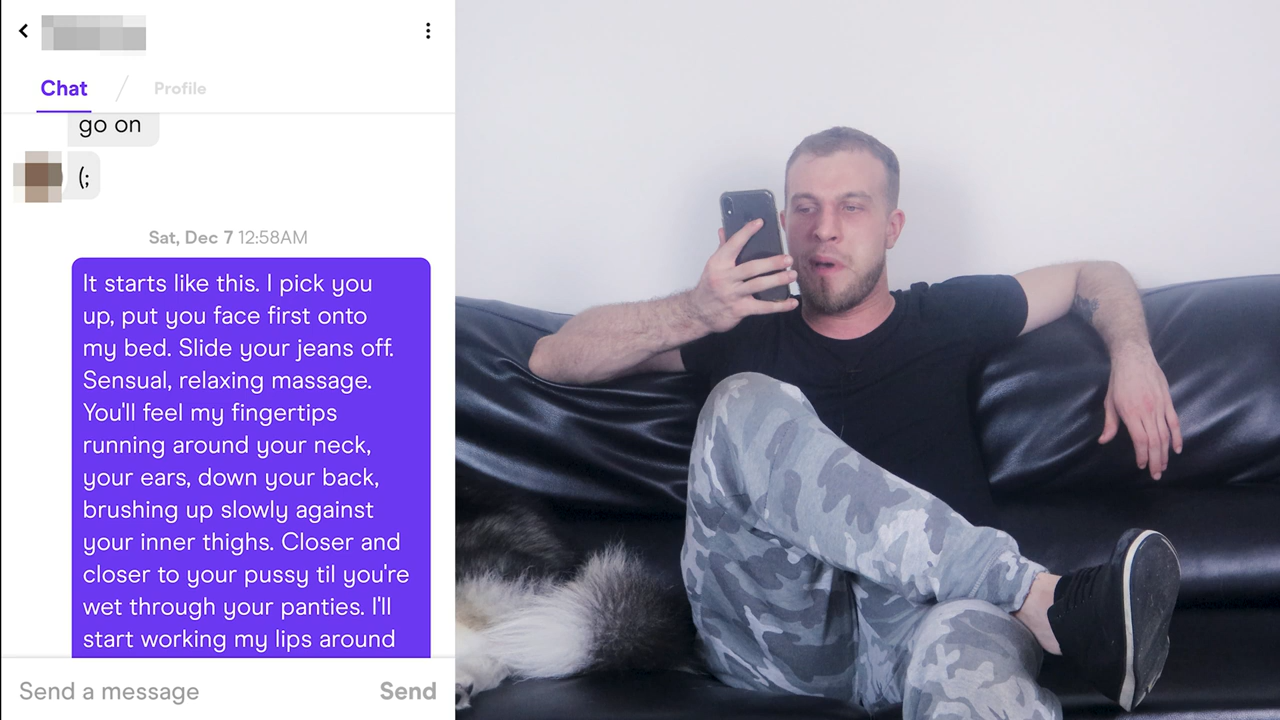 Chat / Profile
go on
(;
Sat, Dec 7 12:58AM
It starts like this. I pick you
up, put you face first onto
my bed. Slide your jeans off.
Sensual, relaxing massage.
You'll feel my fingertips
running around your neck,
your ears, down your back,
brushing up slowly against
your inner thighs. Closer and
closer to your pussy til you're
wet through your panties. I'll
start working my lips around
Send a message Send